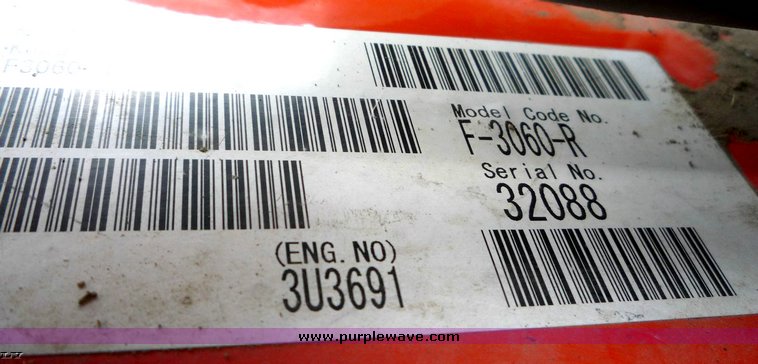 F3060-
Model Code No.
F-3060-R
Serial No.
32088
(ENG. NO)
3U3691
www.purplewave.com